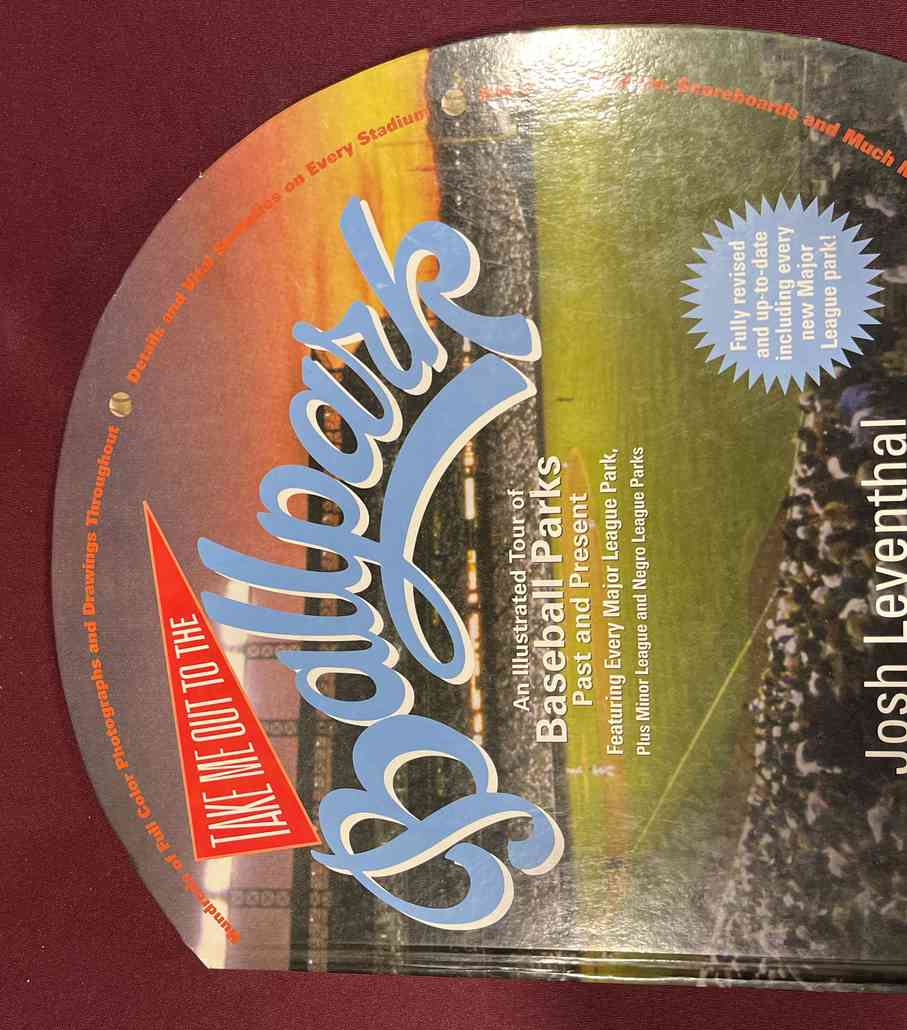 Hundreds of Full Color Photographs and Drawings Throughout
Details and Vital Statistics on Every Stadium
Scoreboards and Much
TAKE ME OUT TO THE
Ballpark
An Illustrated Tour of
Baseball Parks
Past and Present
Featuring Every Major League Park,
Plus Minor League and Negro League Parks
Fully revised
and up-to-date
including every
new Major
League park!
Josh Leventhal